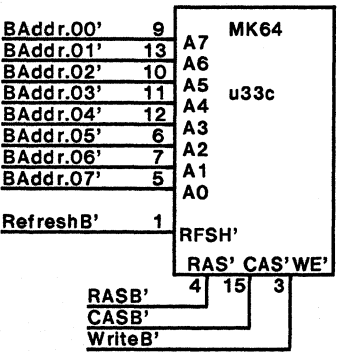 BAddr.00' 9 MK64
A7
BAddr.01' 13
A6
BAddr.02' 10
A5
BAddr.03' 11 u33c
A4
BAddr.04' 12
A3
BAddr.05' 6
A2
BAddr.06' 7
A1
BAddr.07' 5
A0
RefreshB' 1
RFSH'
RAS' CAS' WE'
4 15 3
RASB'
CASB'
WriteB'